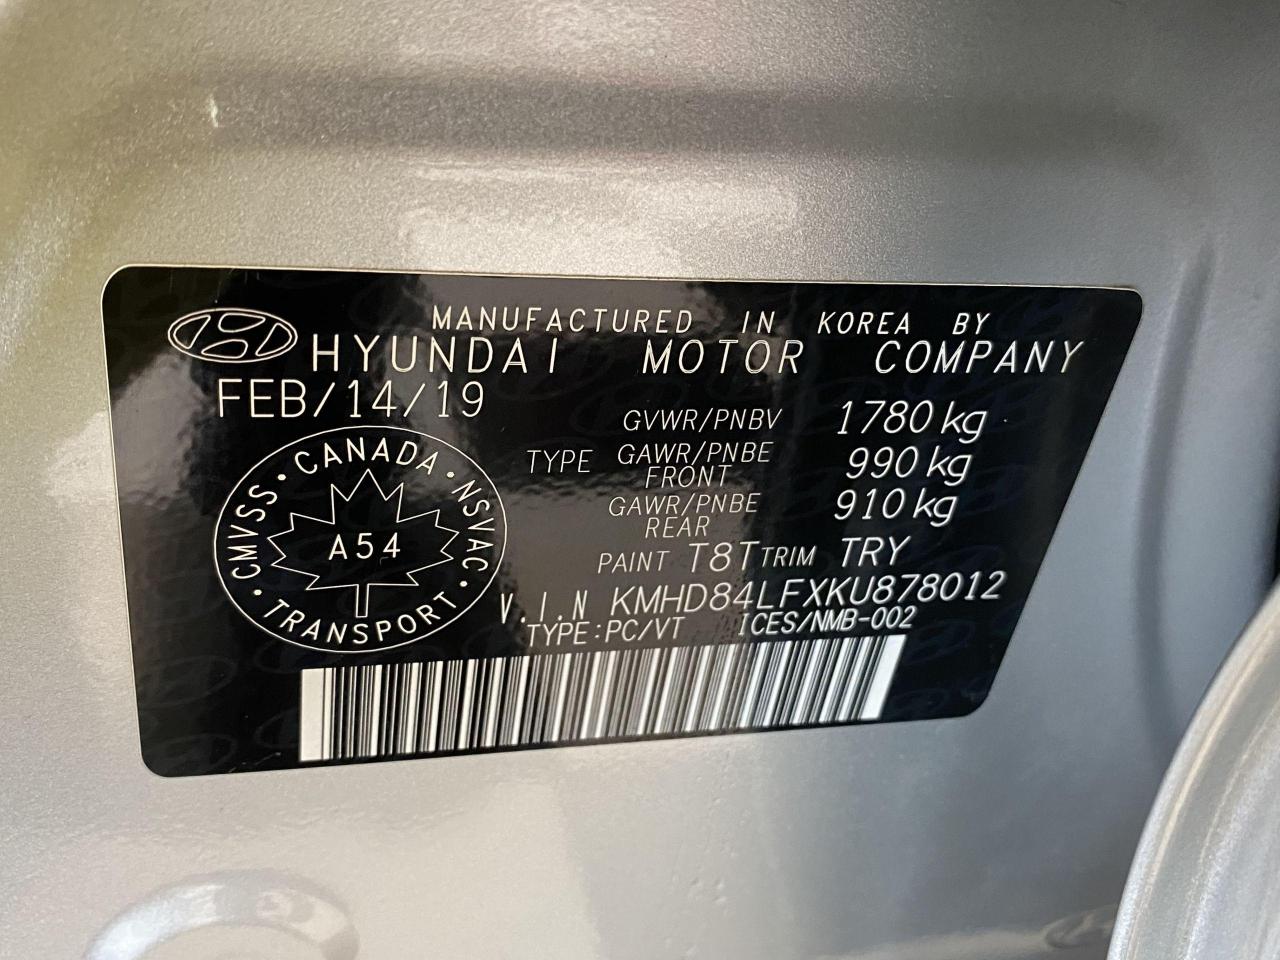 MANUFACTURED IN KOREA BY
HYUNDAI MOTOR COMPANY
FEB/14/19
GVWR/PNBV 1780 kg
TYPE GAWR/PNBE FRONT 990 kg
GAWR/PNBE REAR 910 kg
PAINT T8T TRIM TRY
V.I.N KMHD84LFXKU878012
TYPE:PC/VT ICES/NMB-002
CANADA · NSVAC · TRANSPORT · CMVSS ·
A54